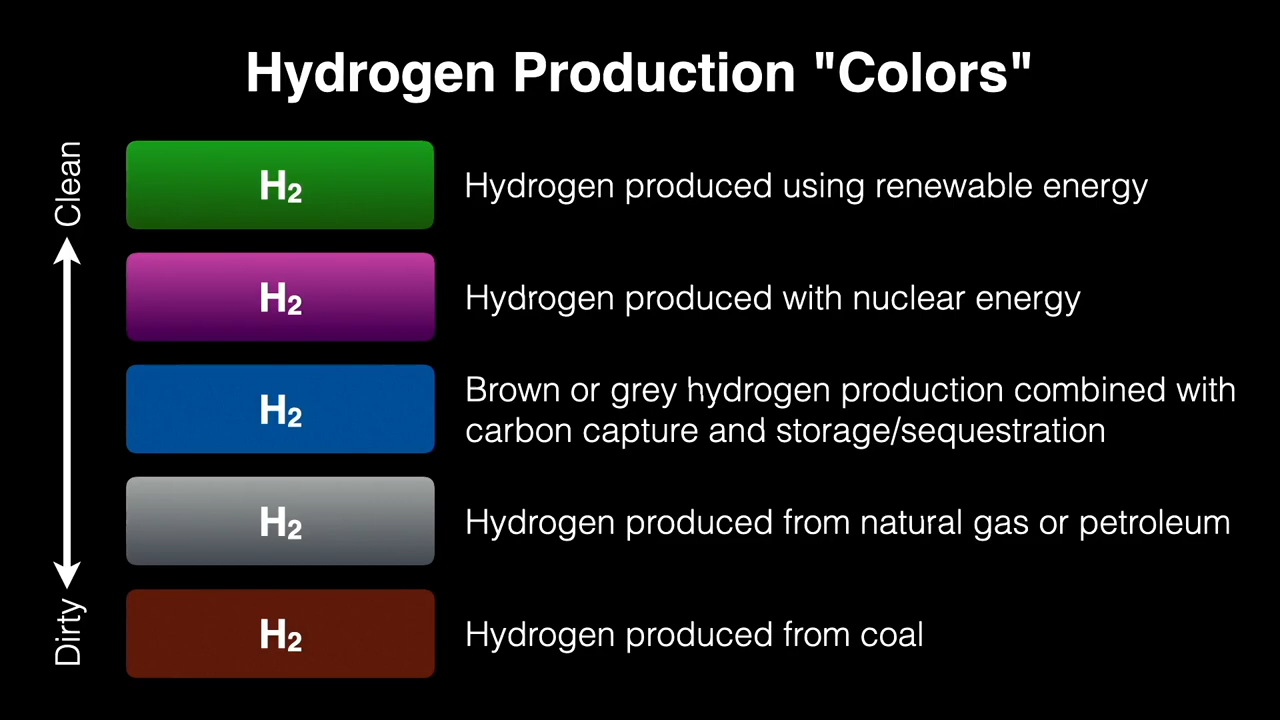 Hydrogen Production "Colors"
Clean
H₂
Hydrogen produced using renewable energy
H₂
Hydrogen produced with nuclear energy
H₂
Brown or grey hydrogen production combined with
carbon capture and storage/sequestration
H₂
Hydrogen produced from natural gas or petroleum
Dirty
H₂
Hydrogen produced from coal